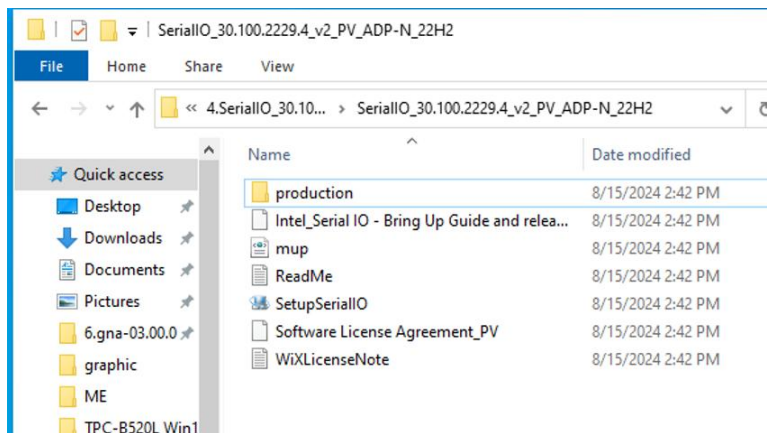 SerialIO_30.100.2229.4_v2_PV_ADP-N_22H2
File Home Share View
« 4.SerialIO_30.10... › SerialIO_30.100.2229.4_v2_PV_ADP-N_22H2
Name Date modified
Quick access
Desktop
Downloads
Documents
Pictures
6.gna-03.00.0
graphic
ME
TPC-B520L Win1
production 8/15/2024 2:42 PM
Intel_Serial IO - Bring Up Guide and relea... 8/15/2024 2:42 PM
mup 8/15/2024 2:42 PM
ReadMe 8/15/2024 2:42 PM
SetupSerialIO 8/15/2024 2:42 PM
Software License Agreement_PV 8/15/2024 2:42 PM
WiXLicenseNote 8/15/2024 2:42 PM